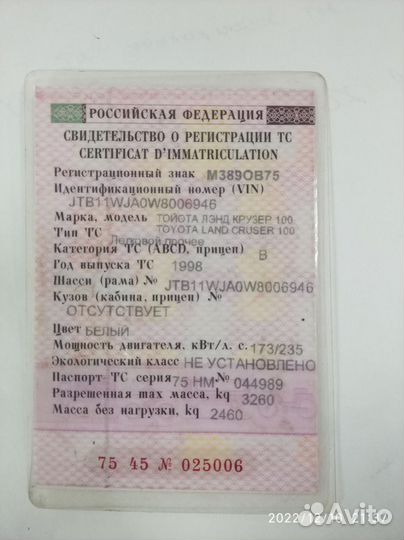 РОССИЙСКАЯ ФЕДЕРАЦИЯ
СВИДЕТЕЛЬСТВО О РЕГИСТРАЦИИ ТС
CERTIFICAT D'IMMATRICULATION
Регистрационный знак М389ОВ75
Идентификационный номер (VIN)
JTB11WJA0W8006946
Марка, модель ТОЙОТА ЛЭНД КРУЗЕР 100
TOYOTA LAND CRUSER 100
Тип ТС Легковой прочее
Категория ТС (ABCD, прицеп) B
Год выпуска ТС 1998
Шасси (рама) № JTB11WJA0W8006946
Кузов (кабина, прицеп) №
ОТСУТСТВУЕТ
Цвет БЕЛЫЙ
Мощность двигателя, кВт/л. с. 173/235
Экологический класс НЕ УСТАНОВЛЕНО
Паспорт ТС серия 75 НМ № 044989
Разрешенная max масса, kg 3260
Масса без нагрузки, kg 2460
75 45 № 025006
Avito